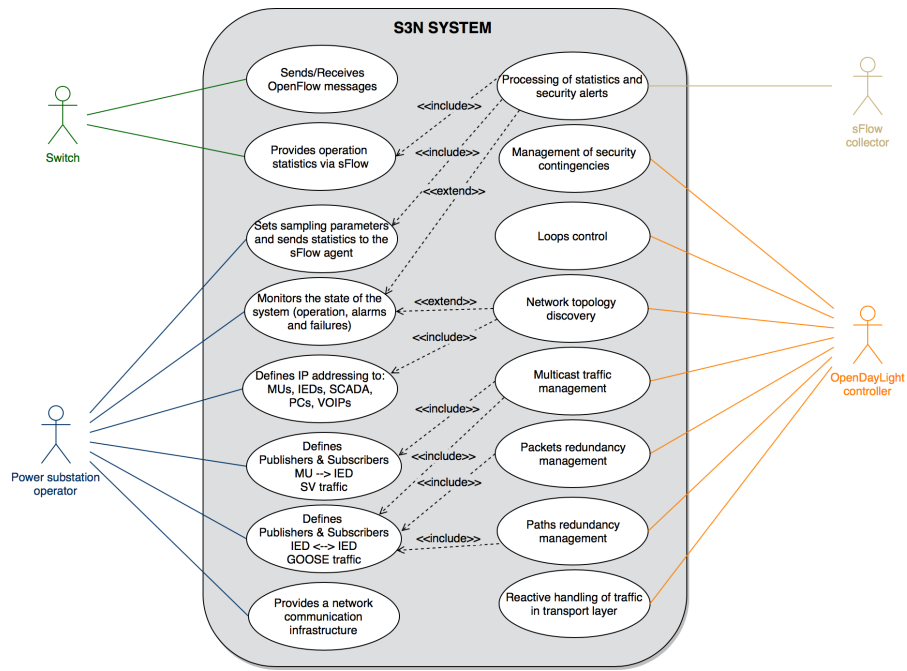 S3N SYSTEM
Sends/Receives
OpenFlow messages
Processing of statistics and
security alerts
<<include>>
Switch
sFlow
collector
Provides operation
statistics via sFlow
<<include>>
Management of security
contingencies
<<extend>>
Sets sampling parameters
and sends statistics to the
sFlow agent
Loops control
Monitors the state of the
system (operation, alarms
and failures)
<<extend>>
Network topology
discovery
<<include>>
Defines IP addressing to:
MUs, IEDs, SCADA,
PCs, VOIPs
Multicast traffic
management
OpenDayLight
controller
<<include>>
Power substation
operator
Defines
Publishers & Subscribers
MU --> IED
SV traffic
<<include>>
Packets redundancy
management
<<include>>
Defines
Publishers & Subscribers
IED <--> IED
GOOSE traffic
<<include>>
Paths redundancy
management
Provides a network
communication
infrastructure
Reactive handling of traffic
in transport layer